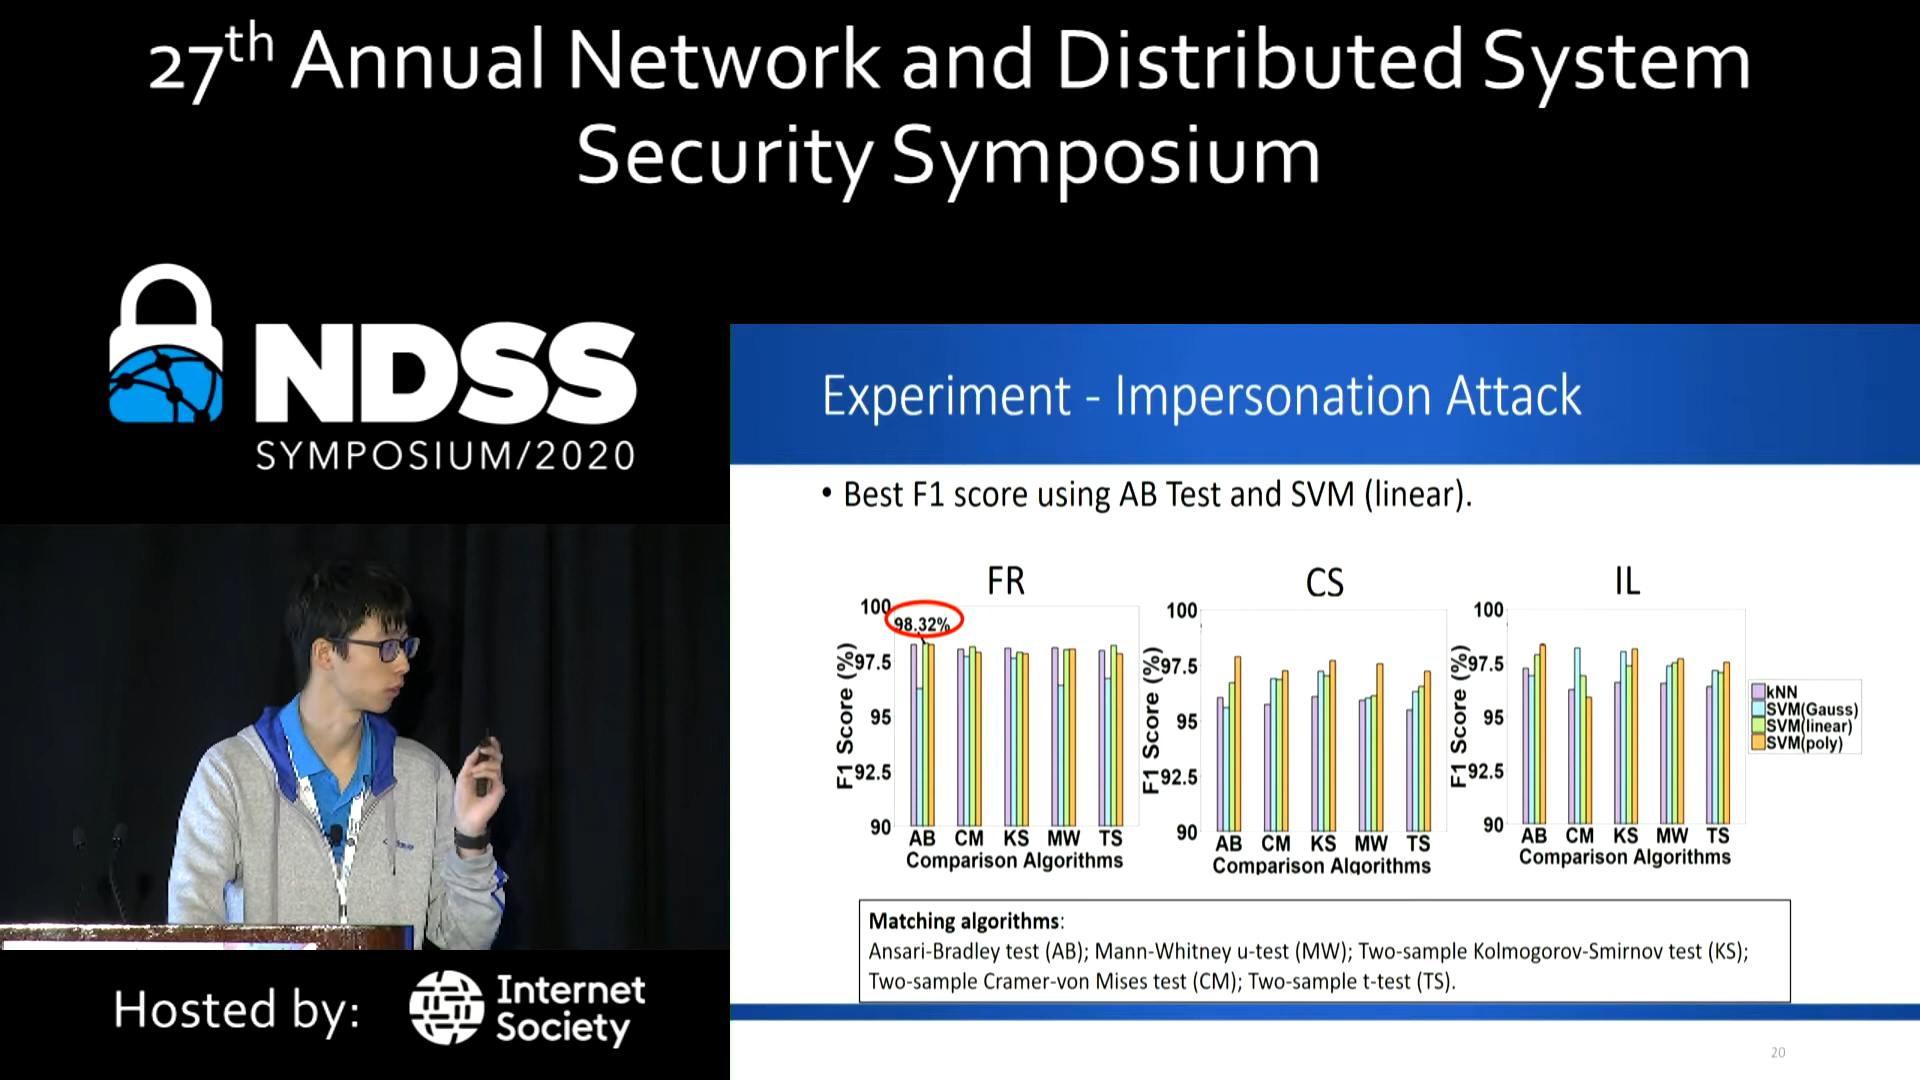 27th Annual Network and Distributed System
Security Symposium
NDSS
SYMPOSIUM/2020
Experiment - Impersonation Attack
• Best F1 score using AB Test and SVM (linear).
FR
CS
IL
100
98.32%
97.5
95
92.5
90
F1 Score (%)
AB CM KS MW TS
Comparison Algorithms
100
97.5
95
92.5
90
F1 Score (%)
AB CM KS MW TS
Comparison Algorithms
100
97.5
95
92.5
90
F1 Score (%)
AB CM KS MW TS
Comparison Algorithms
kNN
SVM(Gauss)
SVM(linear)
SVM(poly)
Matching algorithms:
Ansari-Bradley test (AB); Mann-Whitney u-test (MW); Two-sample Kolmogorov-Smirnov test (KS);
Two-sample Cramer-von Mises test (CM); Two-sample t-test (TS).
20
Hosted by:
Internet
Society